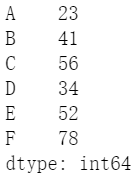 A    23
B    41
C    56
D    34
E    52
F    78
dtype: int64